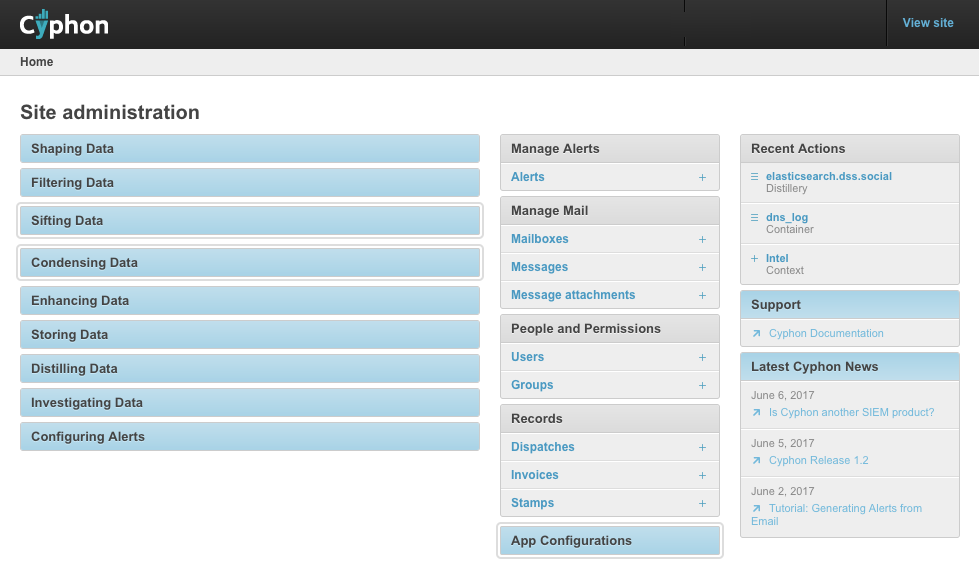 Cyphon
View site
Home
Site administration
Shaping Data
Filtering Data
Sifting Data
Condensing Data
Enhancing Data
Storing Data
Distilling Data
Investigating Data
Configuring Alerts
Manage Alerts
Alerts +
Manage Mail
Mailboxes +
Messages +
Message attachments +
People and Permissions
Users +
Groups +
Records
Dispatches +
Invoices +
Stamps +
App Configurations
Recent Actions
elasticsearch.dss.social
Distillery
dns_log
Container
+ Intel
Context
Support
Cyphon Documentation
Latest Cyphon News
June 6, 2017
Is Cyphon another SIEM product?
June 5, 2017
Cyphon Release 1.2
June 2, 2017
Tutorial: Generating Alerts from
Email